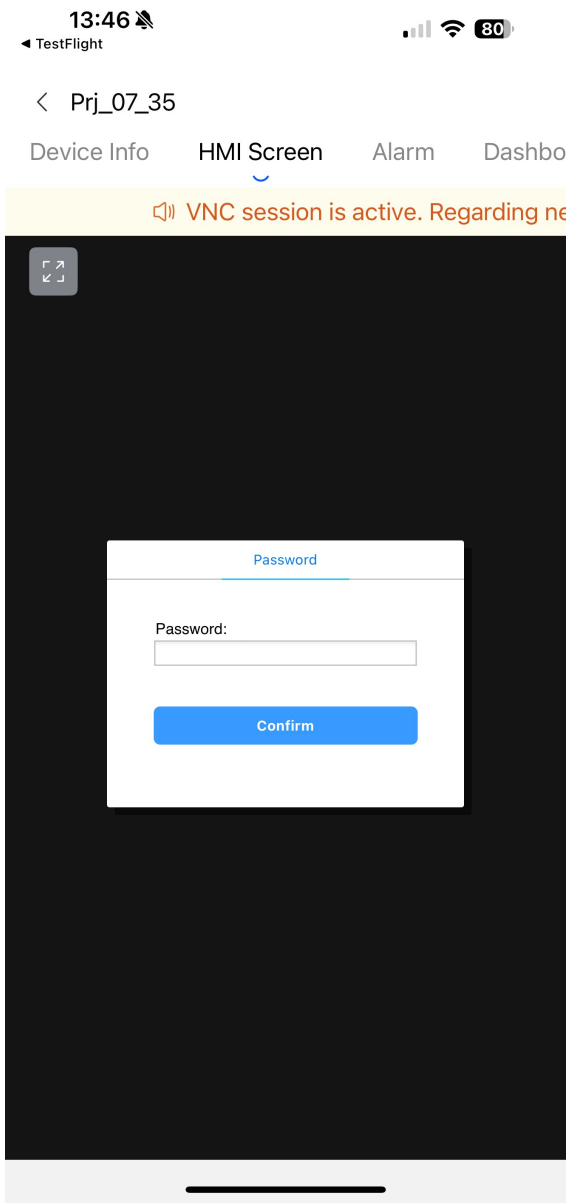 13:46
80
◀ TestFlight
Prj_07_35
Device Info HMI Screen Alarm Dashbo
VNC session is active. Regarding ne
Password
Password:
Confirm